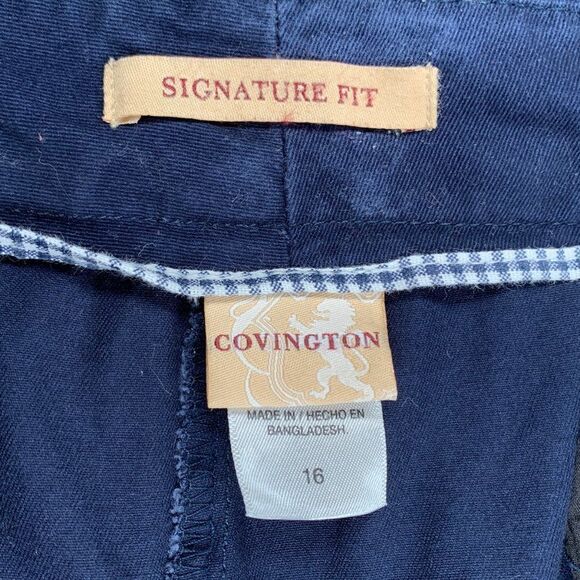 SIGNATURE FIT
COVINGTON
MADE IN / HECHO EN
BANGLADESH.
16